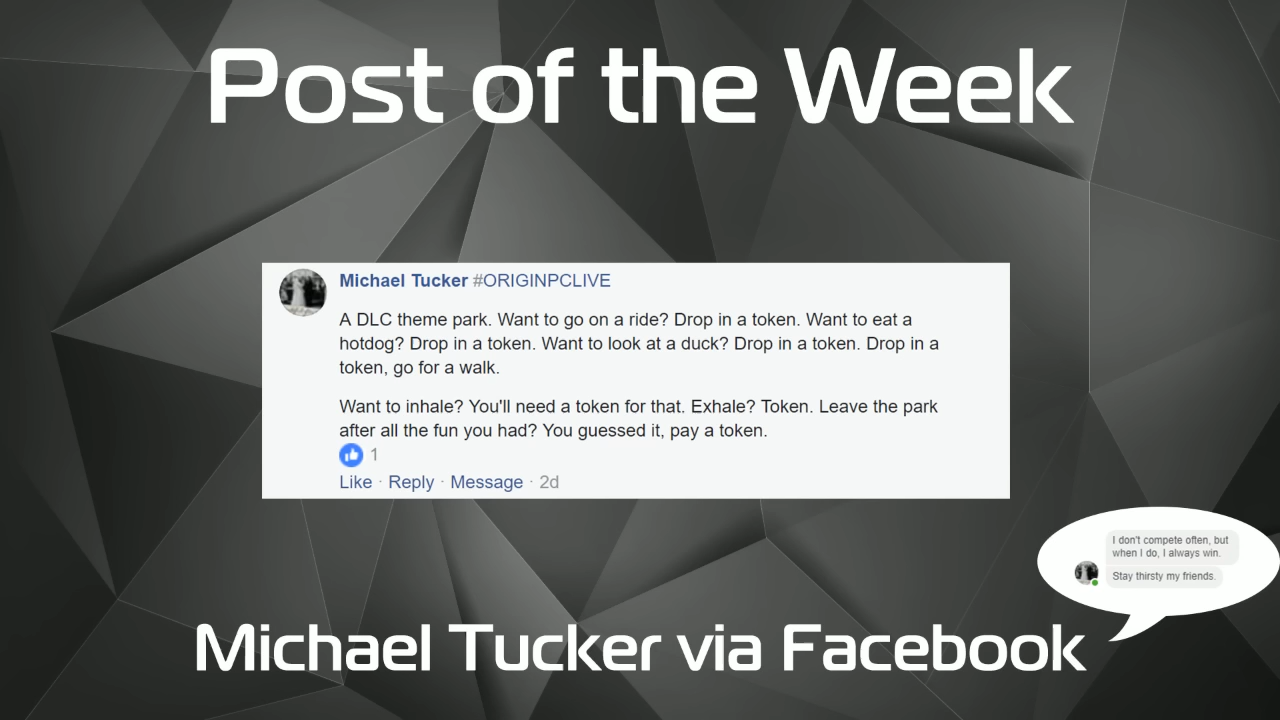 Post of the Week
Michael Tucker #ORIGINPCLIVE
A DLC theme park. Want to go on a ride? Drop in a token. Want to eat a
hotdog? Drop in a token. Want to look at a duck? Drop in a token. Drop in a
token, go for a walk.
Want to inhale? You'll need a token for that. Exhale? Token. Leave the park
after all the fun you had? You guessed it, pay a token.
1
Like · Reply · Message · 2d
I don't compete often, but
when I do, I always win.
Stay thirsty my friends.
Michael Tucker via Facebook